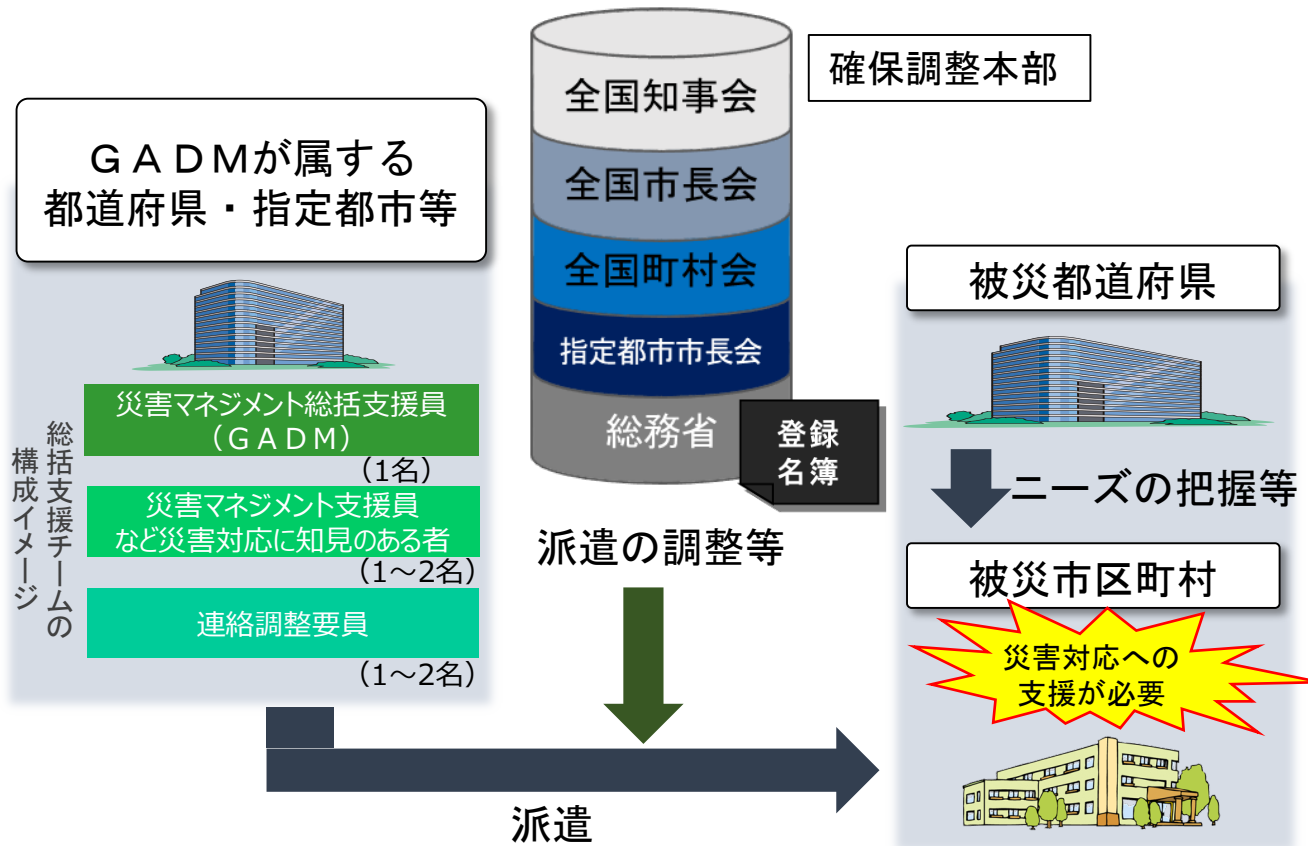 確保調整本部
全国知事会
全国市長会
全国町村会
指定都市市長会
総務省
登録
名簿
派遣の調整等
ＧＡＤＭが属する
都道府県・指定都市等
総括支援チームの
構成イメージ
災害マネジメント総括支援員
（ＧＡＤＭ）
（1名）
災害マネジメント支援員
など災害対応に知見のある者
（1～2名）
連絡調整要員
（1～2名）
派遣
被災都道府県
ニーズの把握等
被災市区町村
災害対応への
支援が必要